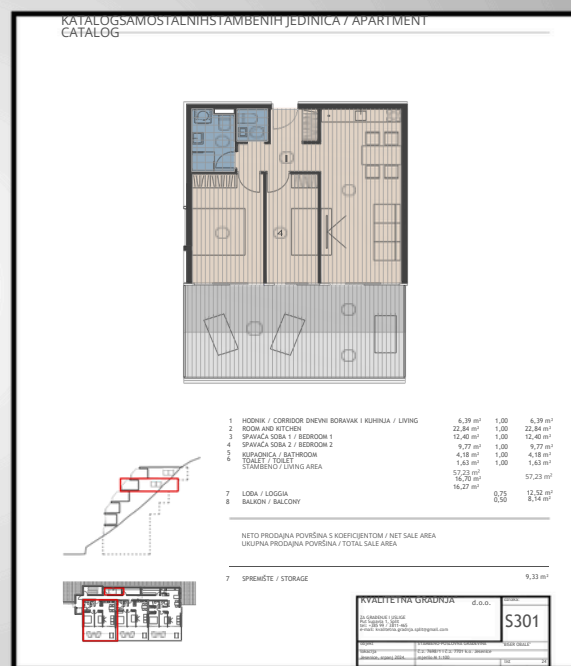 KATALOGSAMOSTALNIHSTAMBENIH JEDINICA / APARTMENT
CATALOG
1
4
1 HODNIK / CORRIDOR DNEVNI BORAVAK I KUHINJA / LIVING 6,39 m² 1,00 6,39 m²
2 ROOM AND KITCHEN 22,84 m² 1,00 22,84 m²
3 SPAVAĆA SOBA 1 / BEDROOM 1 12,40 m² 1,00 12,40 m²
4 SPAVAĆA SOBA 2 / BEDROOM 2 9,77 m² 1,00 9,77 m²
5 KUPAONICA / BATHROOM 4,18 m² 1,00 4,18 m²
6 TOALET / TOILET 1,63 m² 1,00 1,63 m²
STAMBENO / LIVING AREA 57,23 m² 57,23 m²
16,70 m²
16,27 m²
7 LOĐA / LOGGIA 0,75 12,52 m²
8 BALKON / BALCONY 0,50 8,14 m²
NETO PRODAJNA POVRŠINA S KOEFICIJENTOM / NET SALE AREA
UKUPNA PRODAJNA POVRŠINA / TOTAL SALE AREA
7 SPREMIŠTE / STORAGE 9,33 m²
KVALITETNA GRADNJA d.o.o.
ZA GRAĐENJE I USLUGE
S301